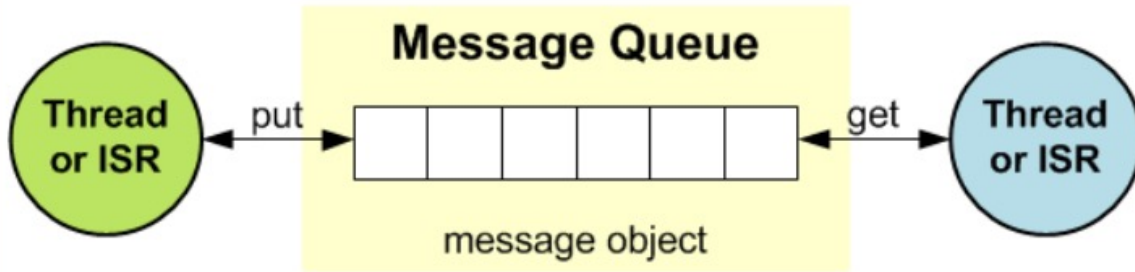 Message Queue
Thread
or ISR
put
get
Thread
or ISR
message object